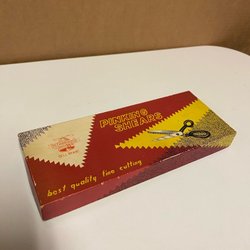 PINKING
SHEARS
best quality fine cutting